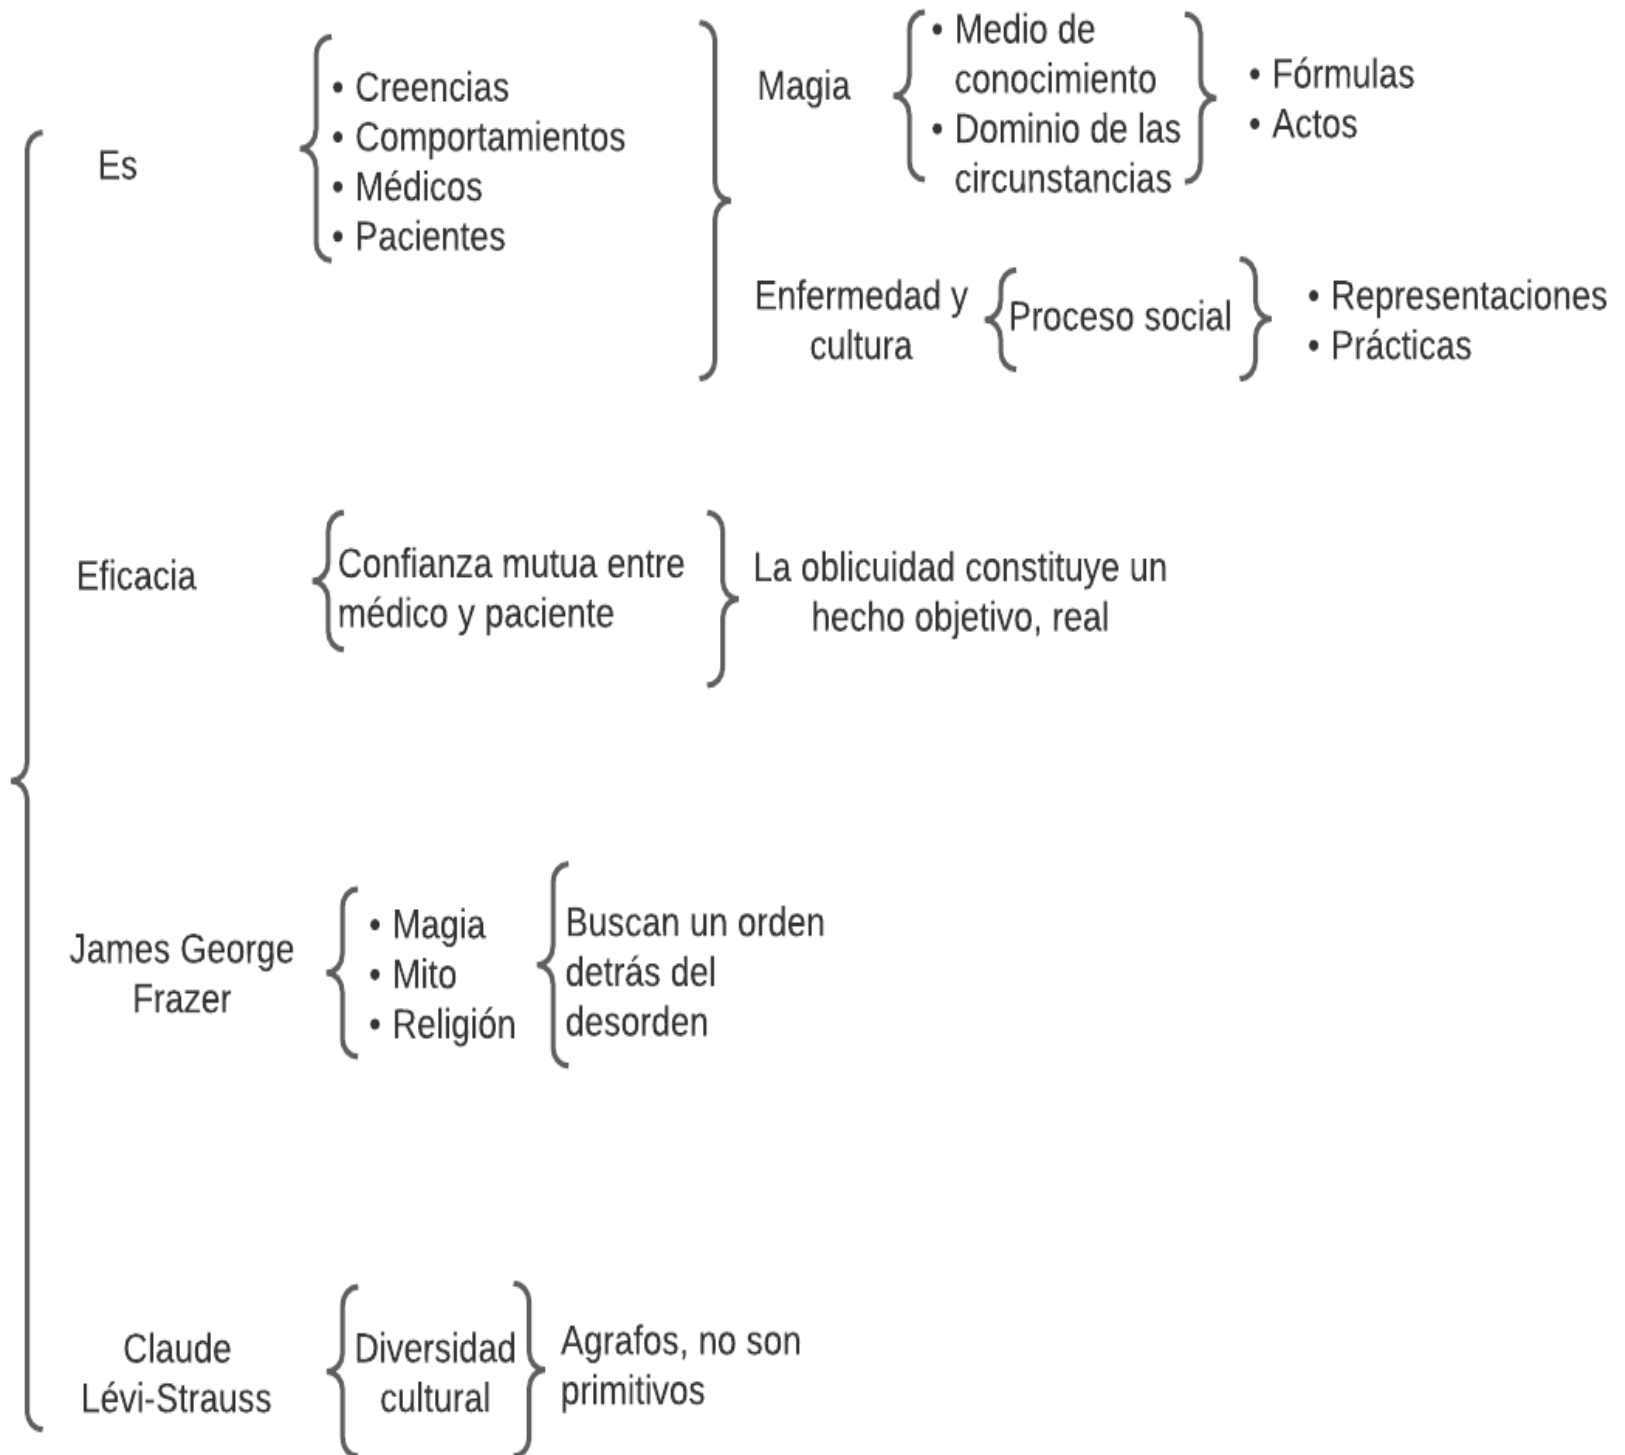 Es
• Creencias
• Comportamientos
• Médicos
• Pacientes
Magia
• Medio de
conocimiento
• Dominio de las
circunstancias
• Fórmulas
• Actos
Enfermedad y
cultura
Proceso social
• Representaciones
• Prácticas
Eficacia
Confianza mutua entre
médico y paciente
La oblicuidad constituye un
hecho objetivo, real
James George
Frazer
• Magia
• Mito
• Religión
Buscan un orden
detrás del
desorden
Claude
Lévi-Strauss
Diversidad
cultural
Agrafos, no son
primitivos